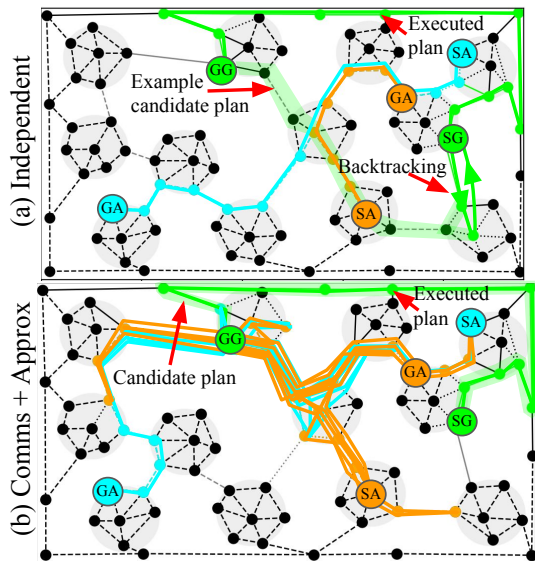 (a) Independent
Executed
plan
SA
GG
Example
candidate plan
GA
SG
Backtracking
GA
SA
(b) Comms + Approx
Executed
plan
SA
GG
Candidate plan
GA
SG
GA
SA